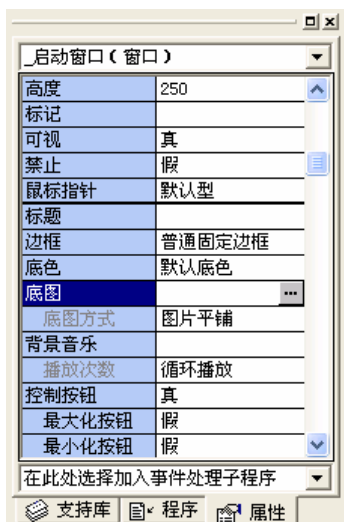 _启动窗口（窗口）
高度 250
标记
可视 真
禁止 假
鼠标指针 默认型
标题
边框 普通固定边框
底色 默认底色
底图 ...
底图方式 图片平铺
背景音乐
播放次数 循环播放
控制按钮 真
最大化按钮 假
最小化按钮 假
在此处选择加入事件处理子程序
支持库 程序 属性